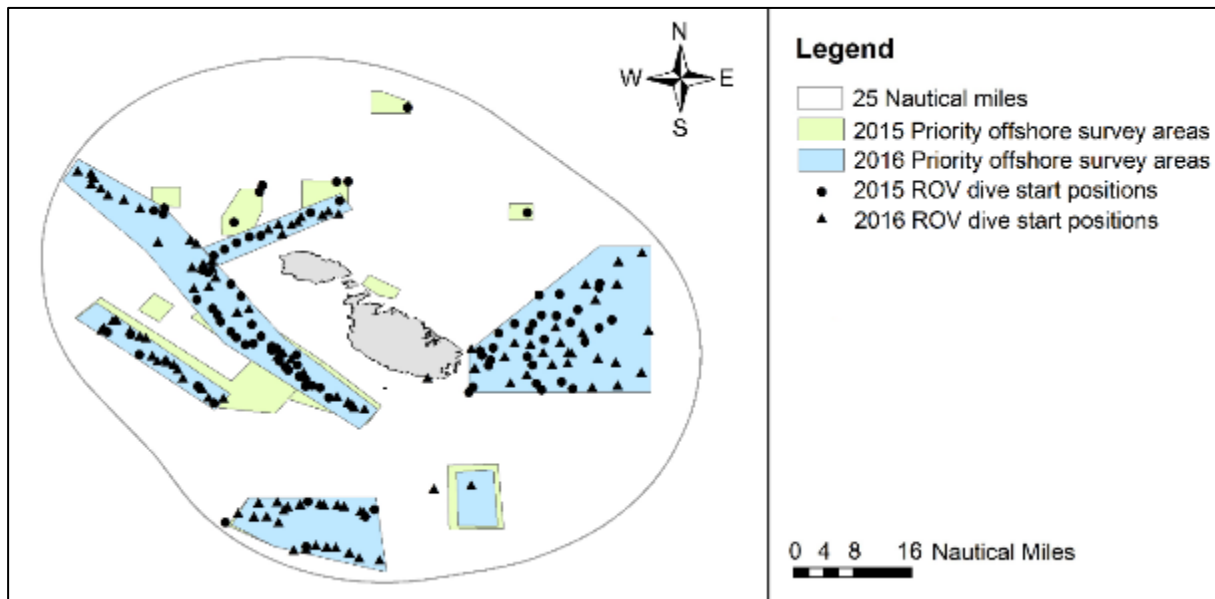 N
W E
S
Legend
25 Nautical miles
2015 Priority offshore survey areas
2016 Priority offshore survey areas
2015 ROV dive start positions
2016 ROV dive start positions
0 4 8 16 Nautical Miles